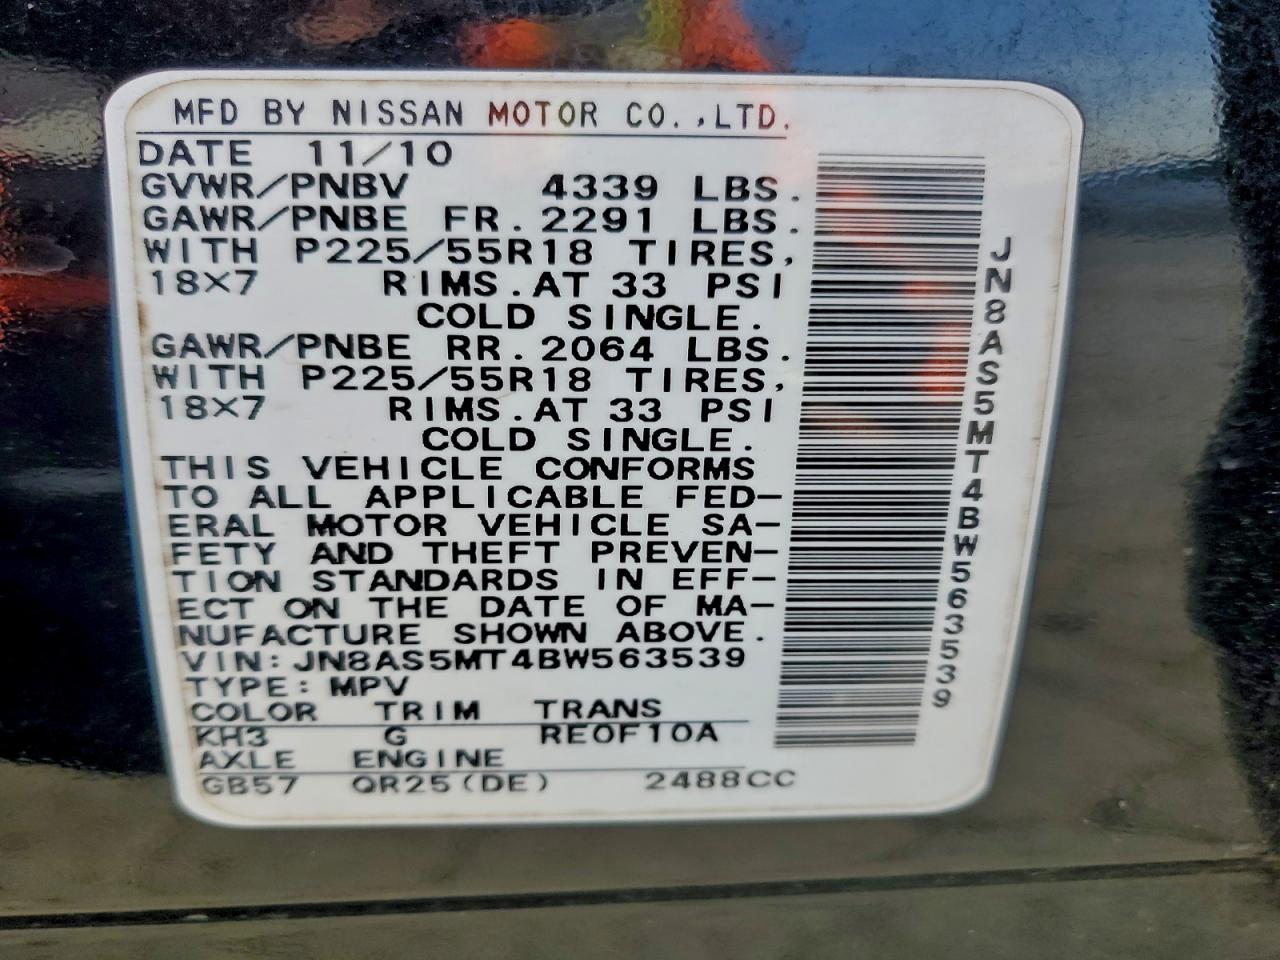 MFD BY NISSAN MOTOR CO.,LTD.
DATE 11/10
GVWR/PNBV 4339 LBS.
GAWR/PNBE FR.2291 LBS.
WITH P225/55R18 TIRES,
18×7 RIMS.AT 33 PSI
COLD SINGLE.
GAWR/PNBE RR.2064 LBS.
WITH P225/55R18 TIRES,
18×7 RIMS.AT 33 PSI
COLD SINGLE.
THIS VEHICLE CONFORMS
TO ALL APPLICABLE FED-
ERAL MOTOR VEHICLE SA-
FETY AND THEFT PREVEN-
TION STANDARDS IN EFF-
ECT ON THE DATE OF MA-
NUFACTURE SHOWN ABOVE.
VIN:JN8AS5MT4BW563539
TYPE:MPV
COLOR TRIM TRANS
KH3 G RE0F10A
AXLE ENGINE
GB57 QR25(DE) 2488CC
JN8AS5MT4BW563539